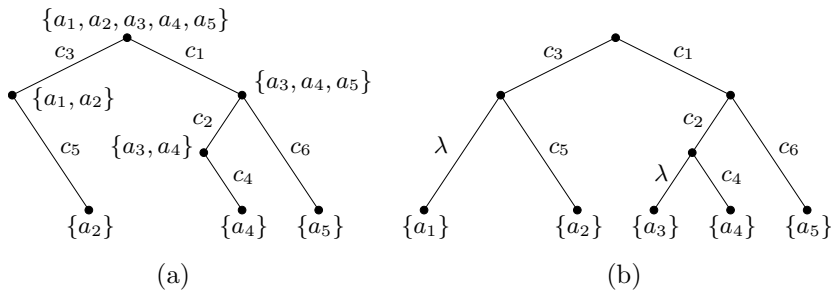 {a₁, a₂, a₃, a₄, a₅}
c₃ c₁ c₃ c₁
{a₁, a₂} {a₃, a₄, a₅}
c₂ c₂
{a₃, a₄}
c₅ c₆ λ c₅ c₆
c₄ λ c₄
{a₂} {a₄} {a₅} {a₁} {a₂} {a₃} {a₄} {a₅}
(a) (b)